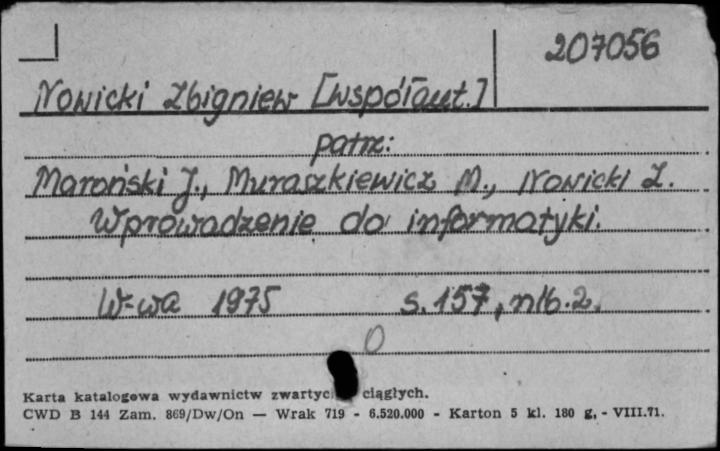 207056
Nowicki Zbigniew [współaut.]
patrz:
Maroński J., Muraszkiewicz M., Nowicki Z.
Wprowadzenie do informatyki.
W-wa 1975 s. 157, nlb. 2.
Karta katalogowa wydawnictw zwartyc ciągłych.
CWD B 144 Zam. 869/Dw/On — Wrak 719 - 6.520.000 - Karton 5 kl. 180 g, - VIII.71.